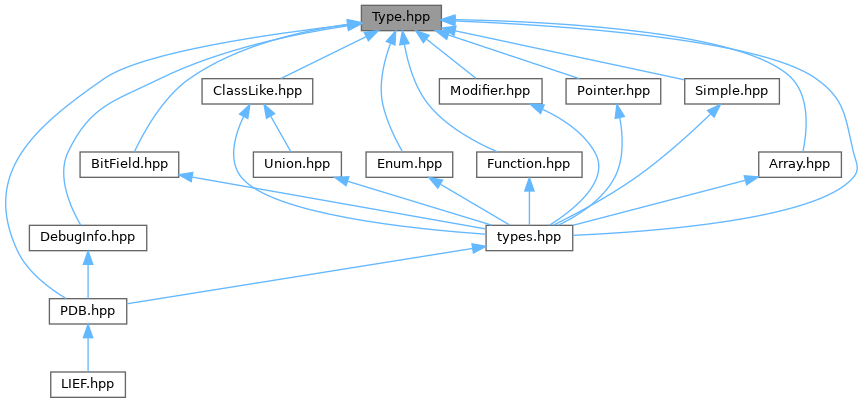 Type.hpp
ClassLike.hpp
Modifier.hpp
Pointer.hpp
Simple.hpp
BitField.hpp
Union.hpp
Enum.hpp
Function.hpp
Array.hpp
DebugInfo.hpp
types.hpp
PDB.hpp
LIEF.hpp